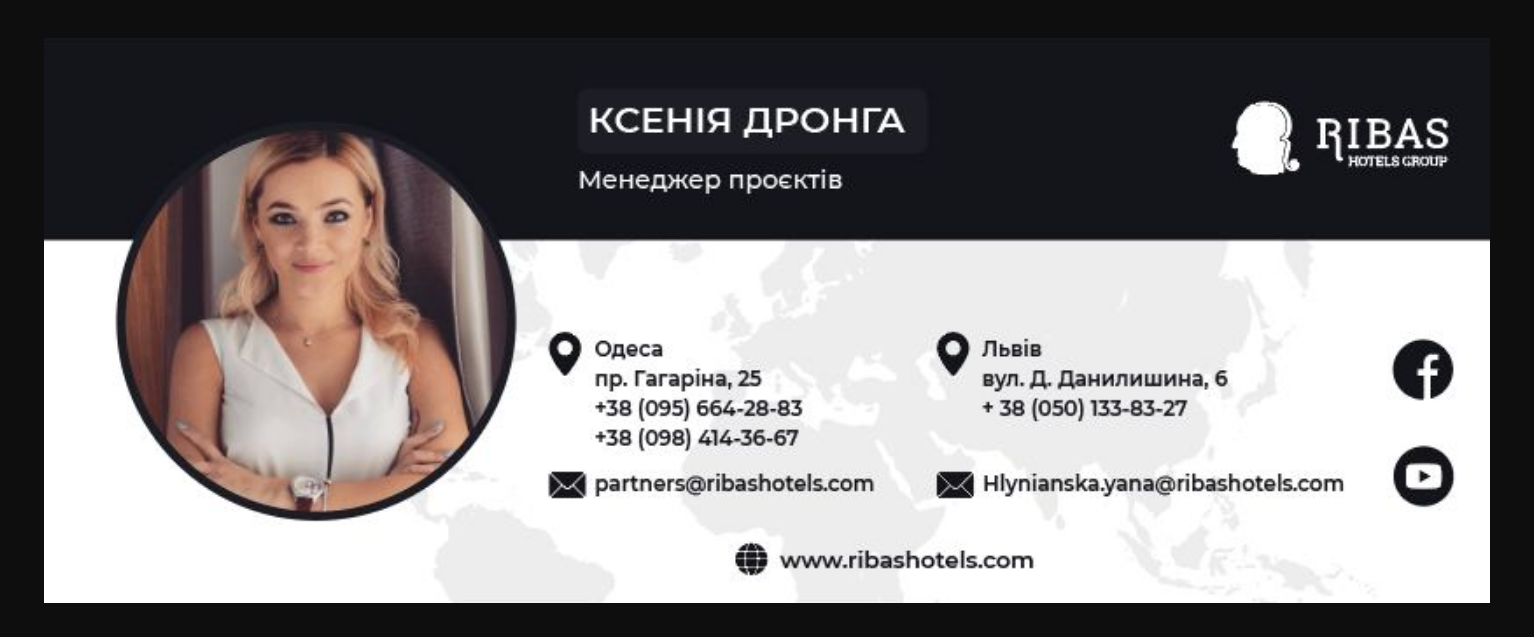 КСЕНІЯ ДРОНГА
Менеджер проєктів
RIBAS
HOTELS GROUP
Одеса
пр. Гагаріна, 25
+38 (095) 664-28-83
+38 (098) 414-36-67
partners@ribashotels.com
Львів
вул. Д. Данилишина, 6
+ 38 (050) 133-83-27
Hlynianska.yana@ribashotels.com
www.ribashotels.com